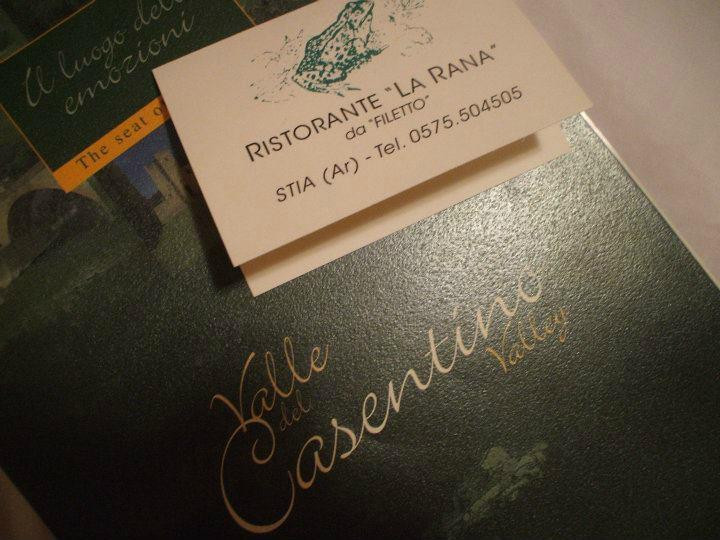 Il luogo delle
emozioni
The seat o
RISTORANTE "LA RANA"
da "FILETTO"
STIA (Ar) - Tel. 0575.504505
Valle
del
Casentino
Valley